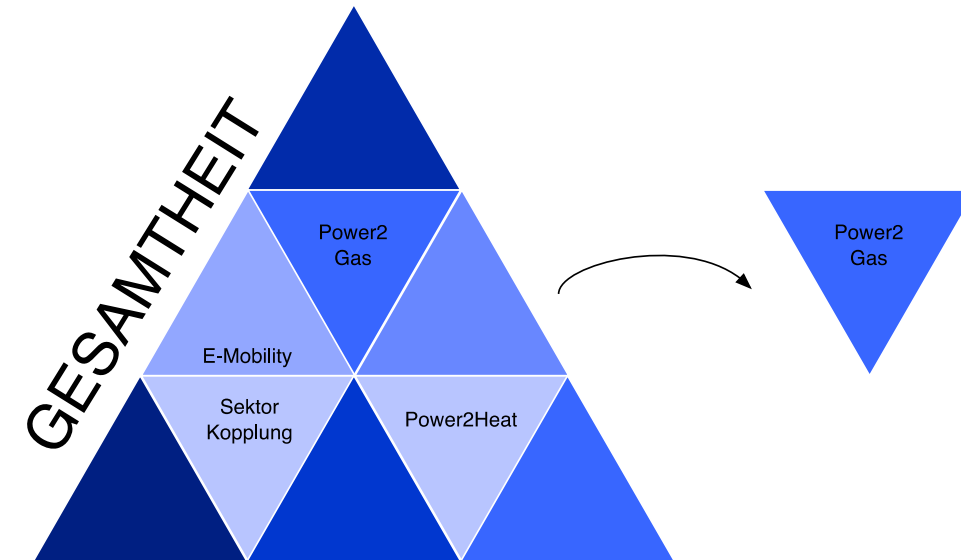 GESAMTHEIT
Power2
Gas
E-Mobility
Sektor
Kopplung
Power2Heat
Power2
Gas